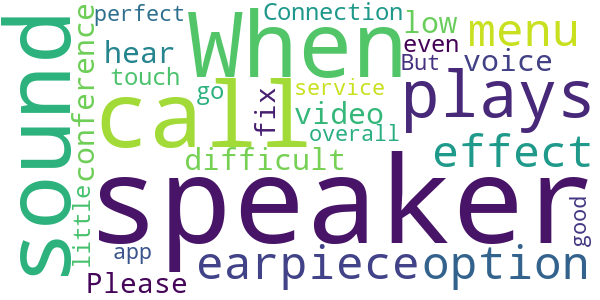 perfect
Connection
low
menu
sound
conference
hear
When
even
But
voice
touch
go
service
call
fix
video
plays
overall
difficult
effect
little
speaker
good
app
earpiece
option
Please